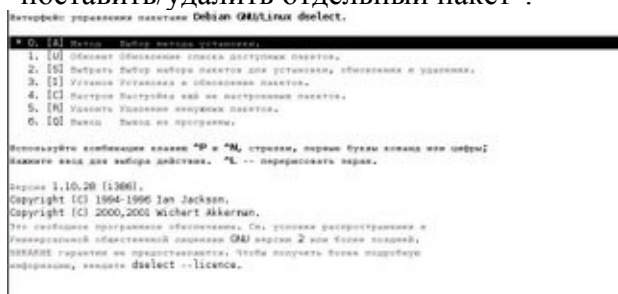 поставить/удалить отдельный пакет".
Интерфейс управления пакетами Debian GNU/Linux dselect.
* 0. [A] Метод Выбор метода установки.
1. [U] Обновит Обновление списка доступных пакетов.
2. [S] Выбрать Выбор набора пакетов для установки, обновления и удаления.
3. [I] Установ Установка и обновление пакетов.
4. [C] Настрои Настройка ещё не настроенных пакетов.
5. [R] Удалить Удаление ненужных пакетов.
6. [Q] Выход Выход из программы.
Используйте комбинации клавиш ^P и ^N, стрелки, первые буквы команд или цифры;
Нажмите ввод для выбора действия. ^L -- перерисовать экран.
Версия 1.10.28 (i386).
Copyright (C) 1994-1996 Ian Jackson.
Copyright (C) 2000,2001 Wichert Akkerman.
Это свободное программное обеспечение. См. условия распространения в
Универсальной общественной лицензии GNU версии 2 или более поздней.
НИКАКИЕ гарантии не предоставляются. Чтобы получить более подробную
информацию, введите dselect --licence.